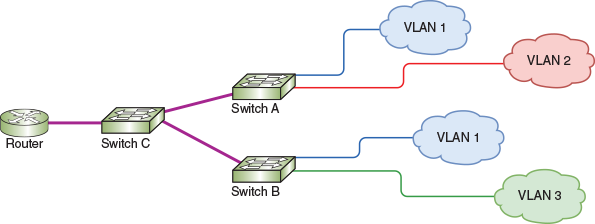 VLAN 1
VLAN 2
Switch A
Router
Switch C
VLAN 1
Switch B
VLAN 3